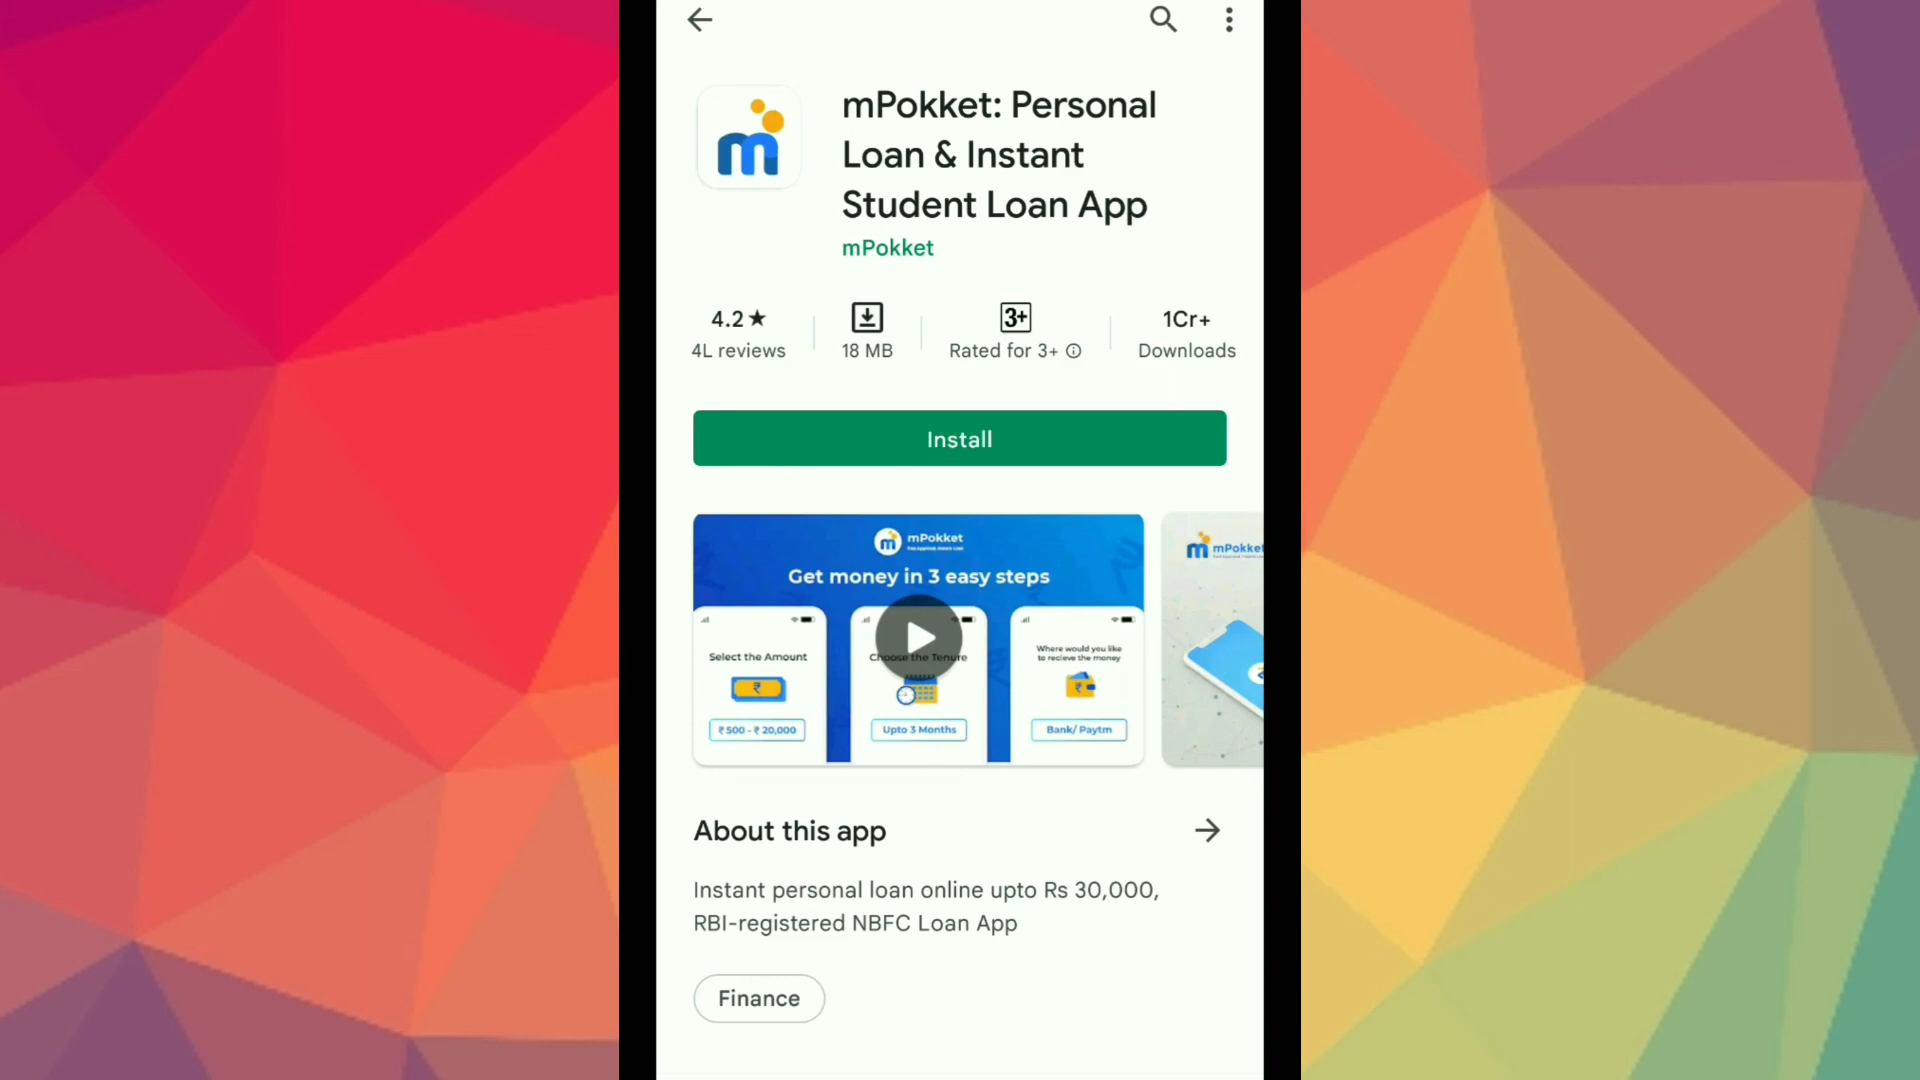 mPokket: Personal
Loan & Instant
Student Loan App
mPokket
4.2★
4L reviews
18 MB
3+
Rated for 3+
1Cr+
Downloads
Install
mPokket
Get money in 3 easy steps
Select the Amount
₹500 - ₹ 20,000
Choose the Tenure
Upto 3 Months
Where would you like
to recieve the money
Bank/ Paytm
mPokket
About this app
Instant personal loan online upto Rs 30,000,
RBI-registered NBFC Loan App
Finance